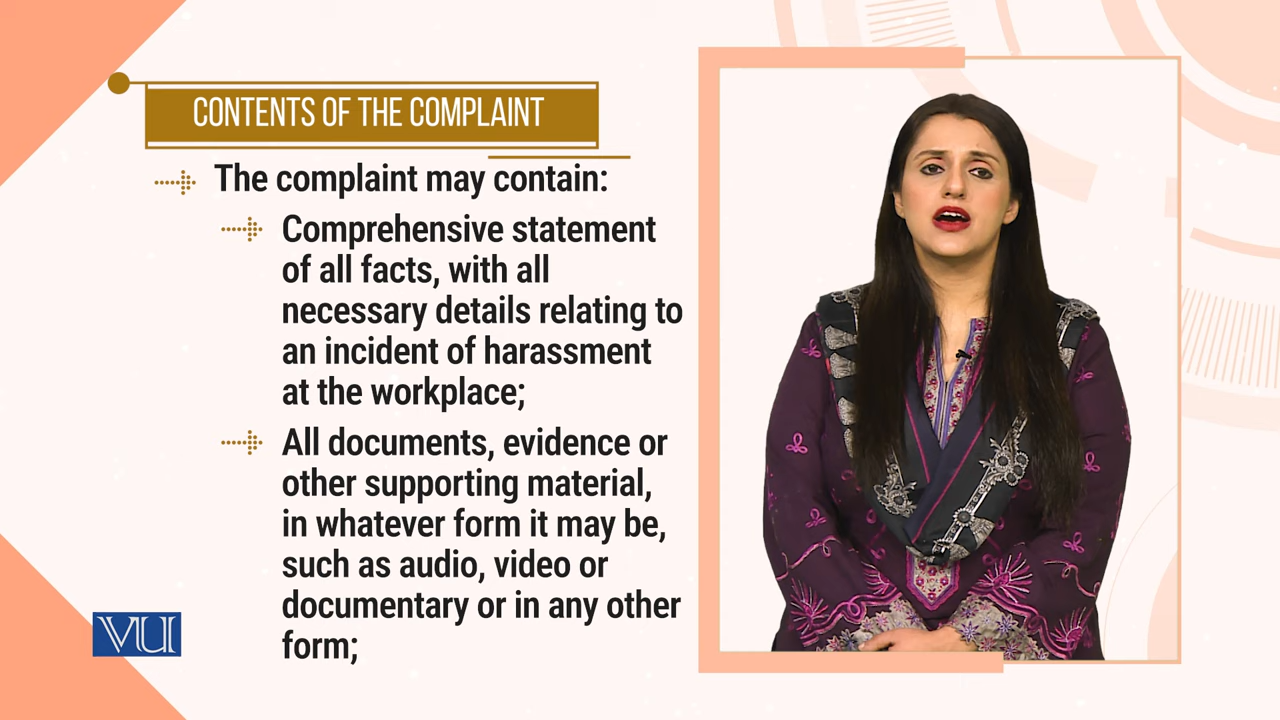 CONTENTS OF THE COMPLAINT
The complaint may contain:
Comprehensive statement
of all facts, with all
necessary details relating to
an incident of harassment
at the workplace;
All documents, evidence or
other supporting material,
in whatever form it may be,
such as audio, video or
documentary or in any other
form;
VU